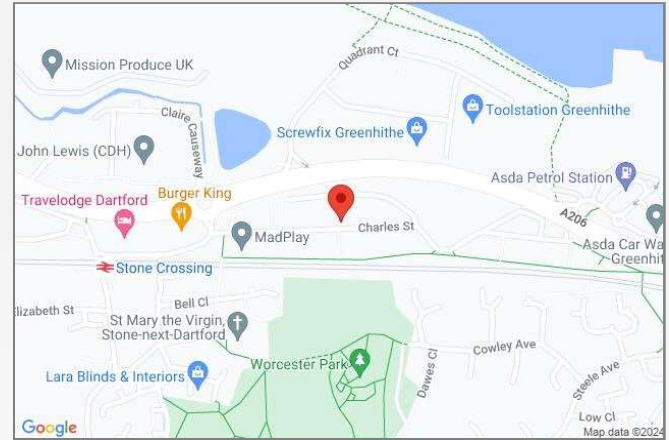 Quadrant Ct
Mission Produce UK
Toolstation Greenhithe
Claire Causeway
Screwfix Greenhithe
John Lewis (CDH)
Asda Petrol Station
Travelodge Dartford
Burger King
A206
Charles St
MadPlay
Asda Car Wa
Greenhit
Stone Crossing
Bell Cl
lizabeth St
St Mary the Virgin,
Stone-next-Dartford
Cowley Ave
Worcester Park
Dawes Cl
Steele Ave
Lara Blinds & Interiors
Low Cl
Google
Map data ©2024